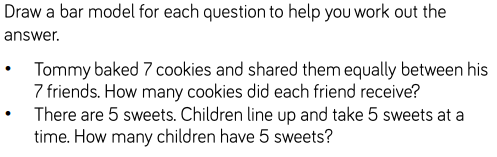 Draw a bar model for each question to help you work out the
answer.
• Tommy baked 7 cookies and shared them equally between his
7 friends. How many cookies did each friend receive?
• There are 5 sweets. Children line up and take 5 sweets at a
time. How many children have 5 sweets?